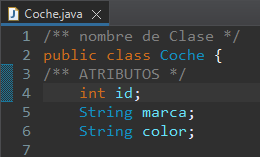 Coche.java
1 /** nombre de Clase */
2 public class Coche {
3 /** ATRIBUTOS */
4 int id;
5 String marca;
6 String color;
7